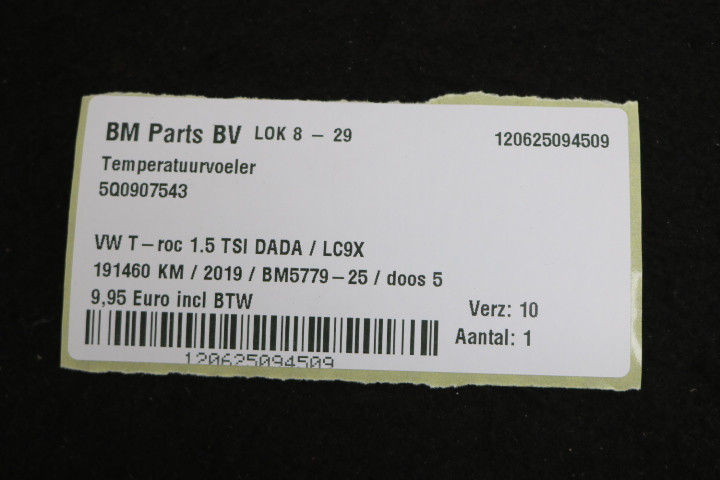 BM Parts BV LOK 8 - 29 120625094509
Temperatuurvoeler
5Q0907543
VW T-roc 1.5 TSI DADA / LC9X
191460 KM / 2019 / BM5779-25 / doos 5
9,95 Euro incl BTW
Verz: 10
Aantal: 1
120625094509